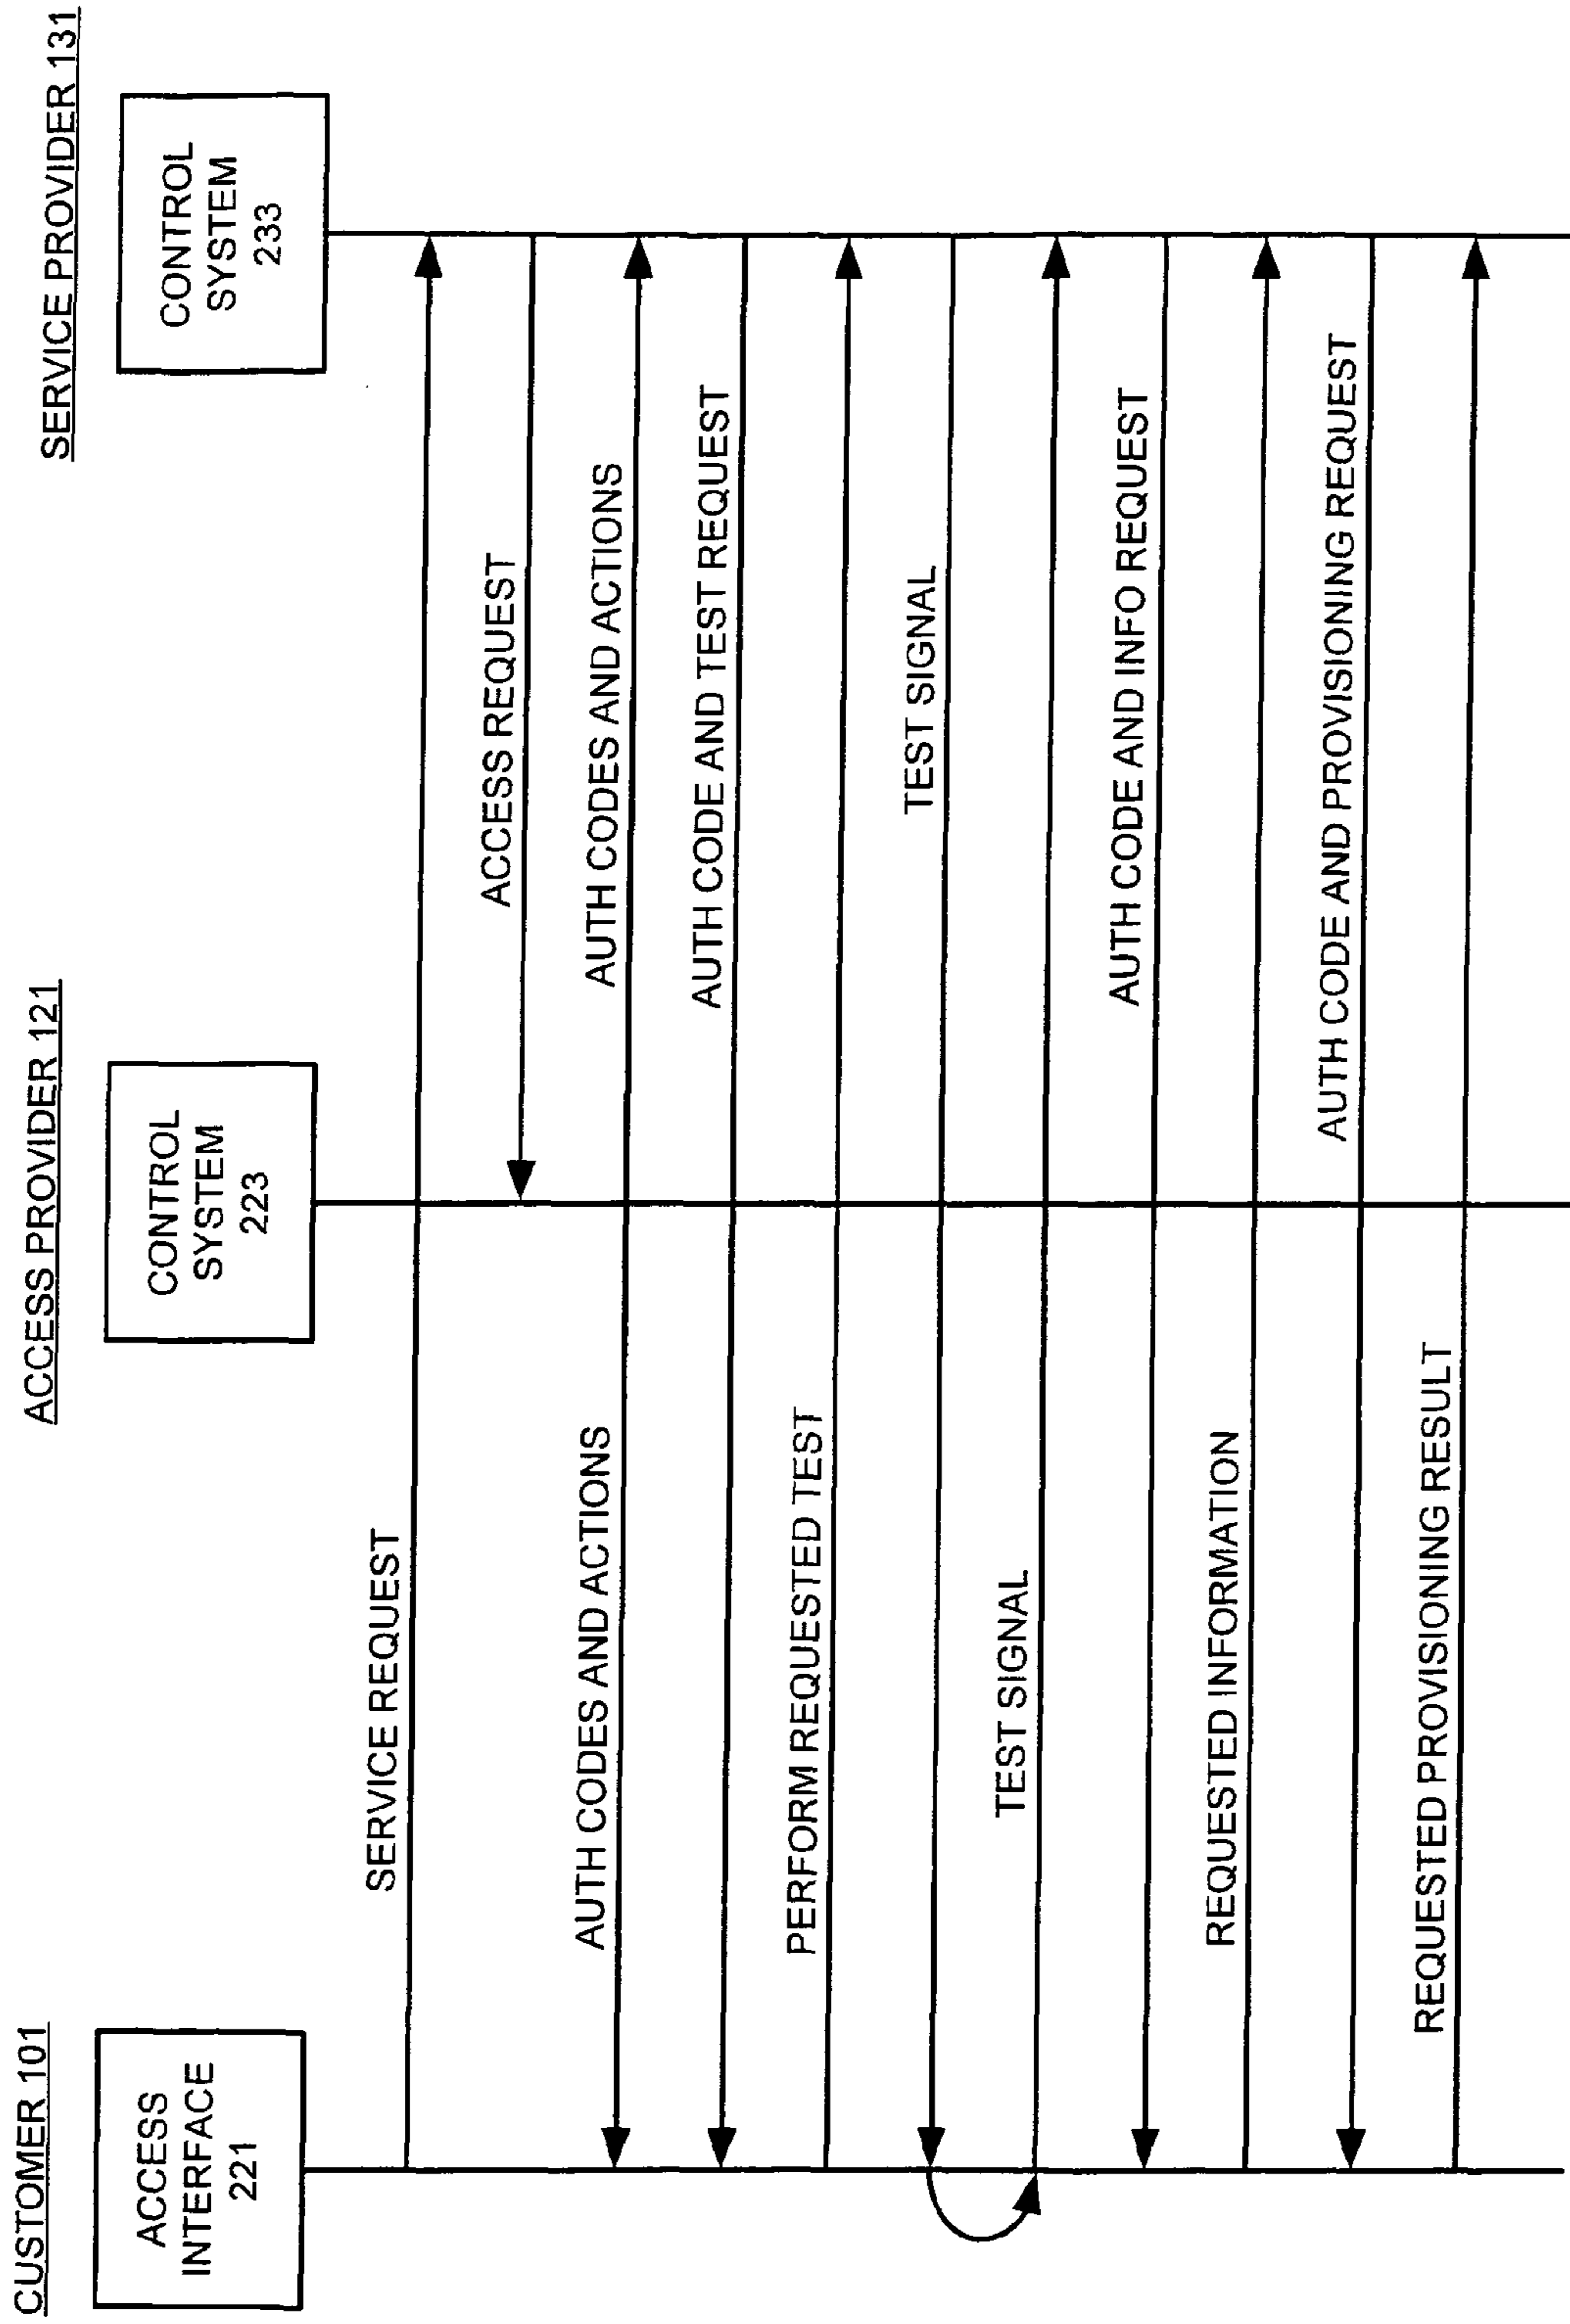 CUSTOMER 101
ACCESS PROVIDER 121
SERVICE PROVIDER 131
ACCESS
INTERFACE
221
CONTROL
SYSTEM
223
CONTROL
SYSTEM
233
SERVICE REQUEST
ACCESS REQUEST
AUTH CODES AND ACTIONS
AUTH CODES AND ACTIONS
AUTH CODE AND TEST REQUEST
PERFORM REQUESTED TEST
TEST SIGNAL
TEST SIGNAL
AUTH CODE AND INFO REQUEST
REQUESTED INFORMATION
AUTH CODE AND PROVISIONING REQUEST
REQUESTED PROVISIONING RESULT